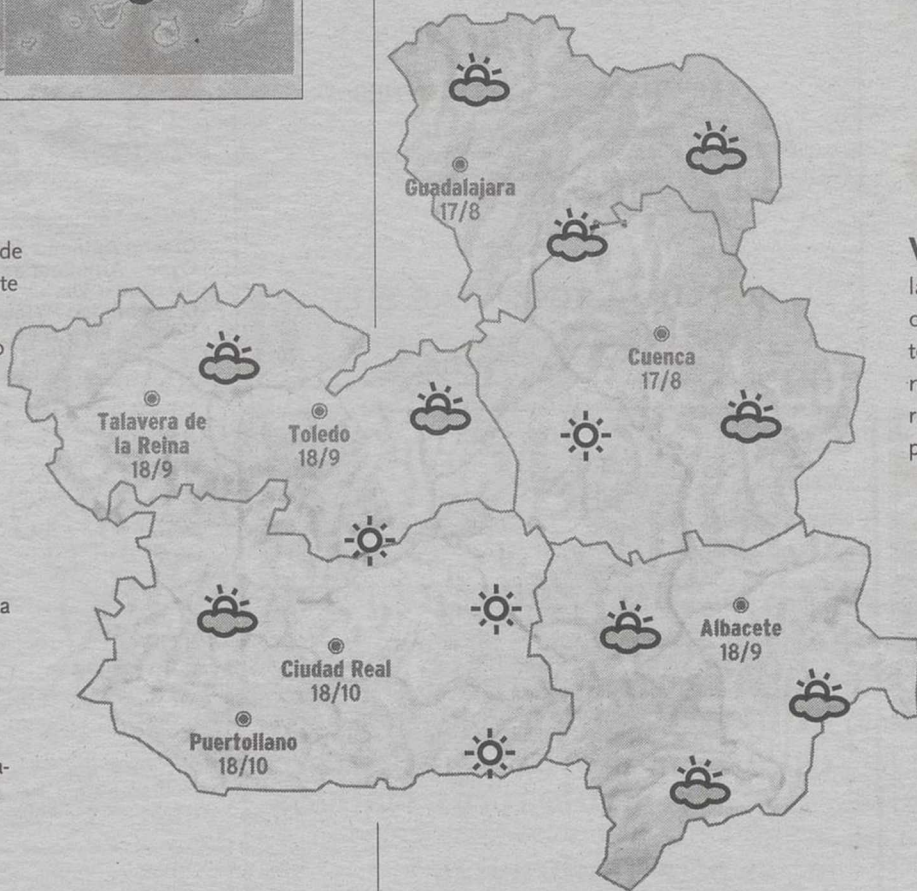 Guadalajara
17/8
de
te
Cuenca
17/8
Talavera de
la Reina
18/9
Toledo
18/9
a
Albacete
18/9
Ciudad Real
18/10
Puertollano
18/10